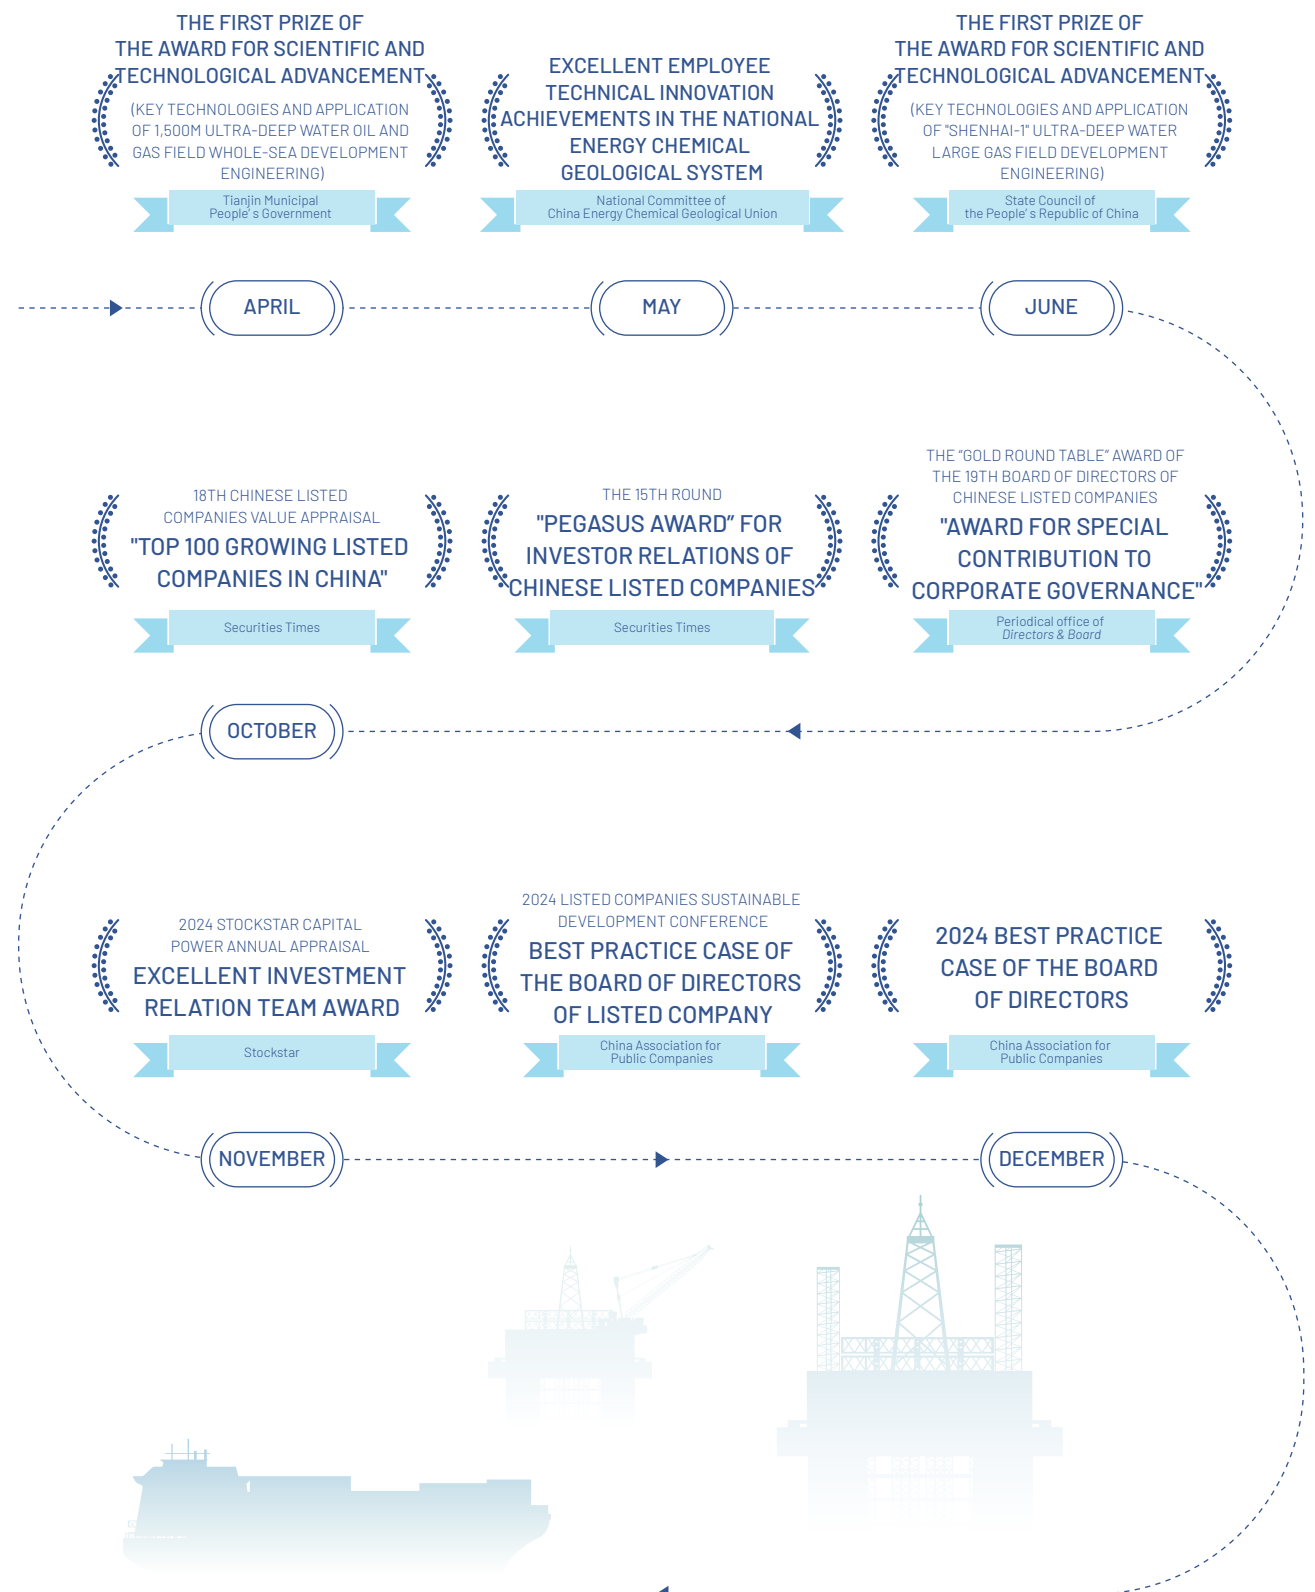 THE FIRST PRIZE OF
THE AWARD FOR SCIENTIFIC AND
TECHNOLOGICAL ADVANCEMENT
(KEY TECHNOLOGIES AND APPLICATION
OF 1,500M ULTRA-DEEP WATER OIL AND
GAS FIELD WHOLE-SEA DEVELOPMENT
ENGINEERING)
Tianjin Municipal
People's Government
EXCELLENT EMPLOYEE
TECHNICAL INNOVATION
ACHIEVEMENTS IN THE NATIONAL
ENERGY CHEMICAL
GEOLOGICAL SYSTEM
National Committee of
China Energy Chemical Geological Union
THE FIRST PRIZE OF
THE AWARD FOR SCIENTIFIC AND
TECHNOLOGICAL ADVANCEMENT
(KEY TECHNOLOGIES AND APPLICATION
OF "SHENHAI-1" ULTRA-DEEP WATER
LARGE GAS FIELD DEVELOPMENT
ENGINEERING)
State Council of
the People's Republic of China
APRIL
MAY
JUNE
18TH CHINESE LISTED
COMPANIES VALUE APPRAISAL
"TOP 100 GROWING LISTED
COMPANIES IN CHINA"
Securities Times
THE 15TH ROUND
"PEGASUS AWARD” FOR
INVESTOR RELATIONS OF
CHINESE LISTED COMPANIES
Securities Times
THE “GOLD ROUND TABLE” AWARD OF
THE 19TH BOARD OF DIRECTORS OF
CHINESE LISTED COMPANIES
"AWARD FOR SPECIAL
CONTRIBUTION TO
CORPORATE GOVERNANCE"
Periodical office of
Directors & Board
OCTOBER
2024 STOCKSTAR CAPITAL
POWER ANNUAL APPRAISAL
EXCELLENT INVESTMENT
RELATION TEAM AWARD
Stockstar
2024 LISTED COMPANIES SUSTAINABLE
DEVELOPMENT CONFERENCE
BEST PRACTICE CASE OF
THE BOARD OF DIRECTORS
OF LISTED COMPANY
China Association for
Public Companies
2024 BEST PRACTICE
CASE OF THE BOARD
OF DIRECTORS
China Association for
Public Companies
NOVEMBER
DECEMBER